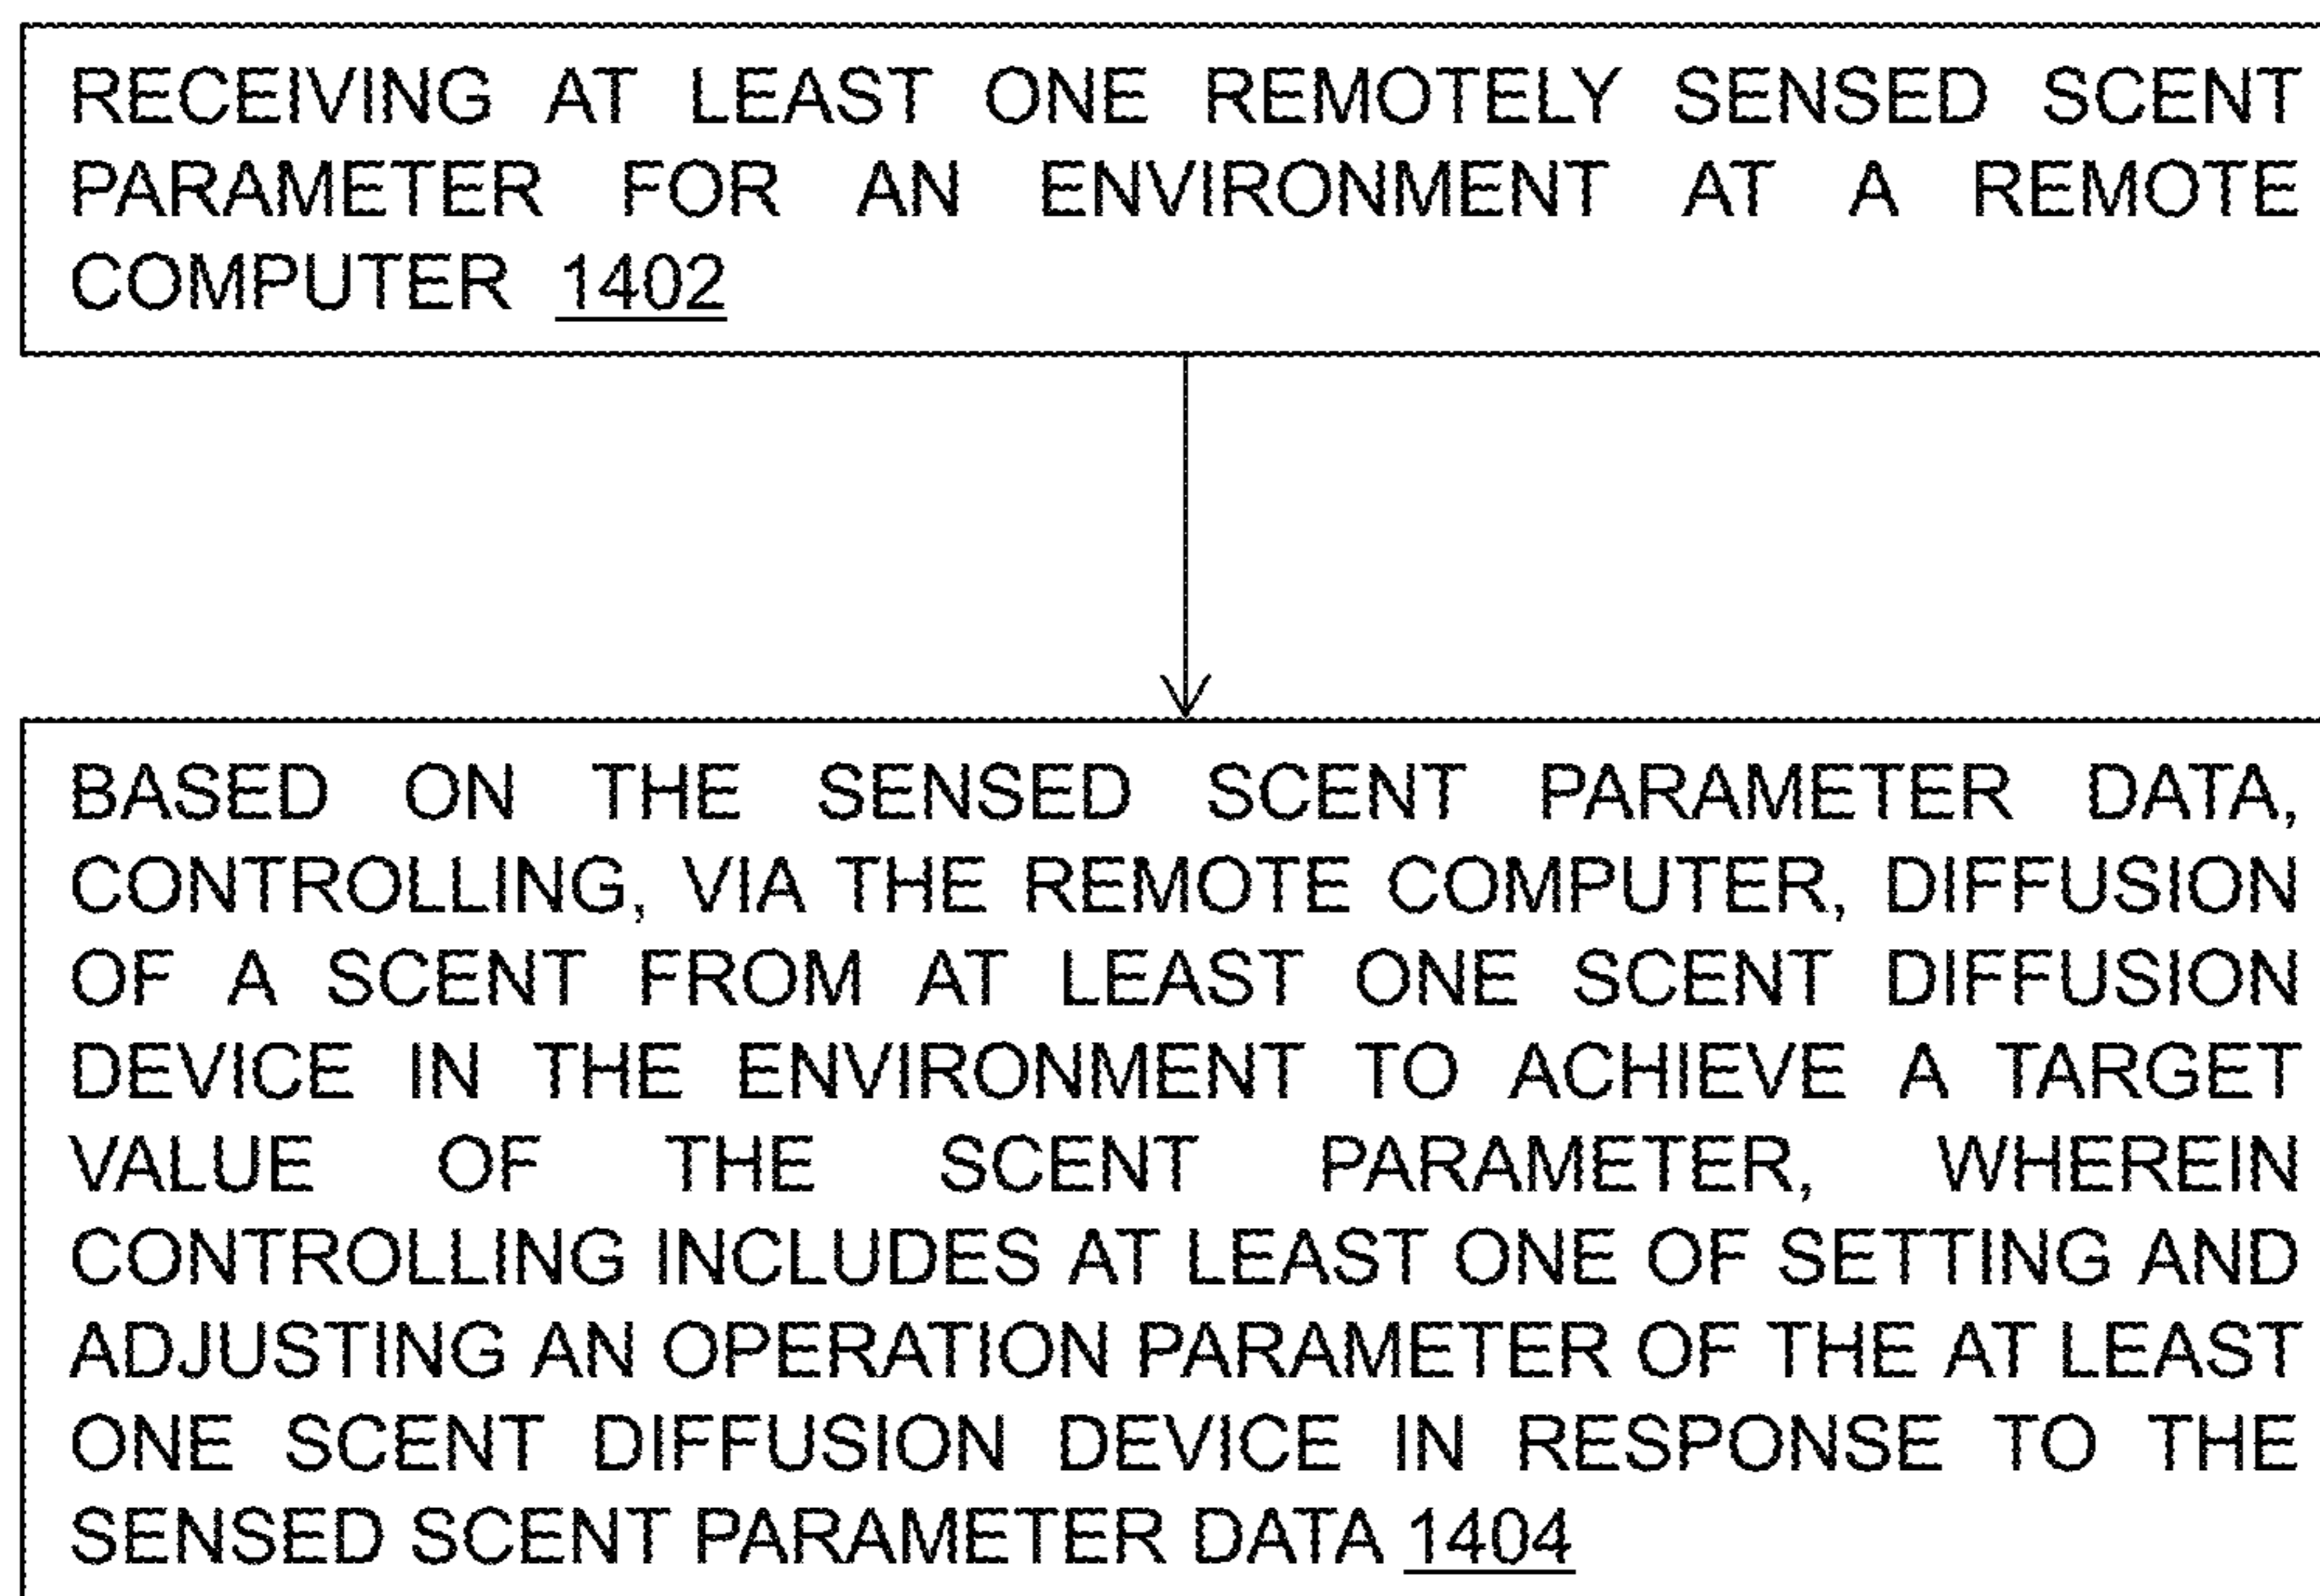 RECEIVING AT LEAST ONE REMOTELY SENSED SCENT
PARAMETER FOR AN ENVIRONMENT AT A REMOTE
COMPUTER 1402
BASED ON THE SENSED SCENT PARAMETER DATA,
CONTROLLING, VIA THE REMOTE COMPUTER, DIFFUSION
OF A SCENT FROM AT LEAST ONE SCENT DIFFUSION
DEVICE IN THE ENVIRONMENT TO ACHIEVE A TARGET
VALUE OF THE SCENT PARAMETER, WHEREIN
CONTROLLING INCLUDES AT LEAST ONE OF SETTING AND
ADJUSTING AN OPERATION PARAMETER OF THE AT LEAST
ONE SCENT DIFFUSION DEVICE IN RESPONSE TO THE
SENSED SCENT PARAMETER DATA 1404